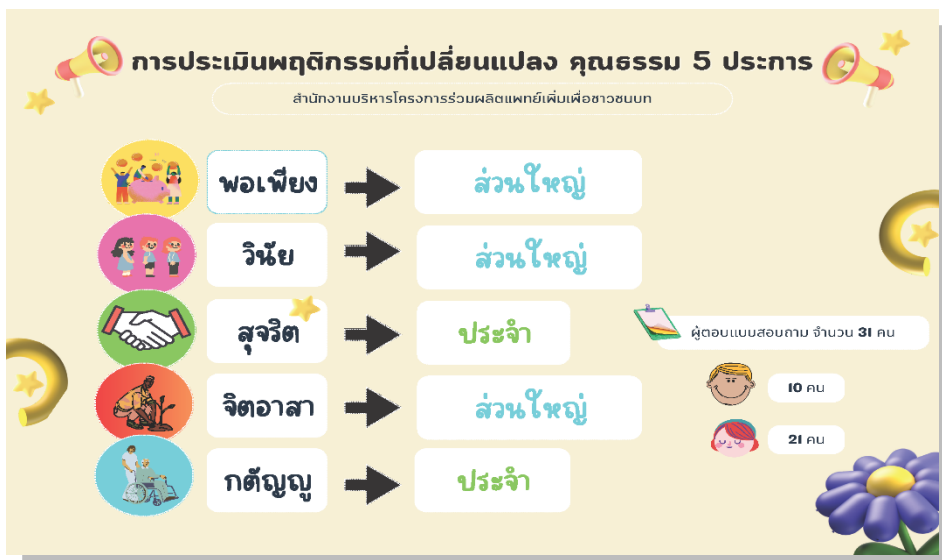 การประเมินพฤติกรรมที่เปลี่ยนแปลง คุณธรรม 5 ประการ
สำนักงานบริหารโครงการร่วมผลิตแพทย์เพิ่มเพื่อชาวชนบท
พอเพียง
ส่วนใหญ่
วินัย
ส่วนใหญ่
สุจริต
ประจำ
จิตอาสา
ส่วนใหญ่
กตัญญู
ประจำ
ผู้ตอบแบบสอบถาม จำนวน 31 คน
10 คน
21 คน